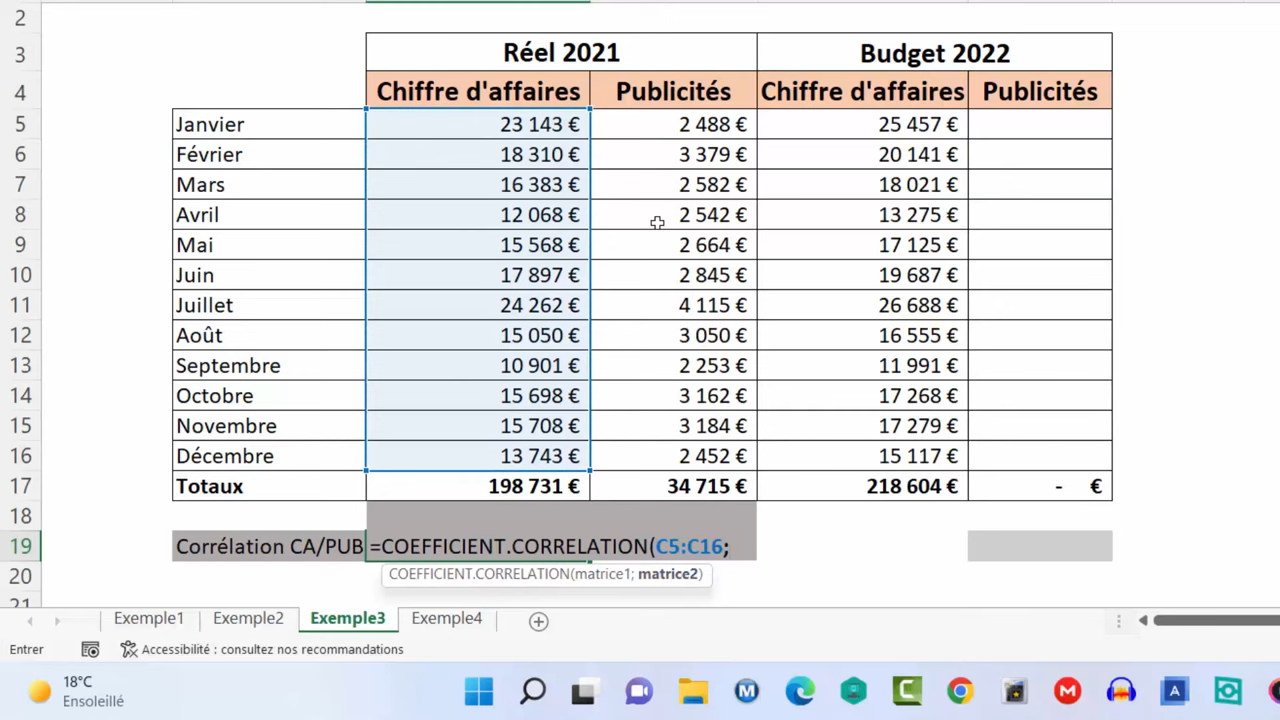 2
3 Réel 2021 Budget 2022
4 Chiffre d'affaires Publicités Chiffre d'affaires Publicités
5 Janvier 23 143 € 2 488 € 25 457 €
6 Février 18 310 € 3 379 € 20 141 €
7 Mars 16 383 € 2 582 € 18 021 €
8 Avril 12 068 € 2 542 € 13 275 €
9 Mai 15 568 € 2 664 € 17 125 €
10 Juin 17 897 € 2 845 € 19 687 €
11 Juillet 24 262 € 4 115 € 26 688 €
12 Août 15 050 € 3 050 € 16 555 €
13 Septembre 10 901 € 2 253 € 11 991 €
14 Octobre 15 698 € 3 162 € 17 268 €
15 Novembre 15 708 € 3 184 € 17 279 €
16 Décembre 13 743 € 2 452 € 15 117 €
17 Totaux 198 731 € 34 715 € 218 604 € - €
18
19 Corrélation CA/PUB =COEFFICIENT.CORRELATION(C5:C16;
20 COEFFICIENT.CORRELATION(matrice1; matrice2)
21
Exemple1 Exemple2 Exemple3 Exemple4
Entrer Accessibilité : consultez nos recommandations
18°C
Ensoleillé